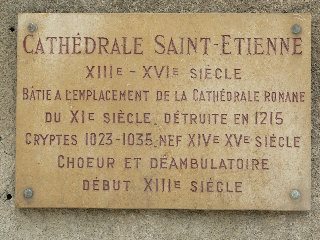 CATHÉDRALE SAINT-ETIENNE
XIIIE - XVIE SIÈCLE
BÂTIE A L'EMPLACEMENT DE LA CATHÉDRALE ROMANE
DU XIE SIÈCLE, DÉTRUITE EN 1215
CRYPTES 1023-1035, NEF XIVE XVE SIÈCLE
CHOEUR ET DÉAMBULATOIRE
DÉBUT XIIIE SIÉCLE